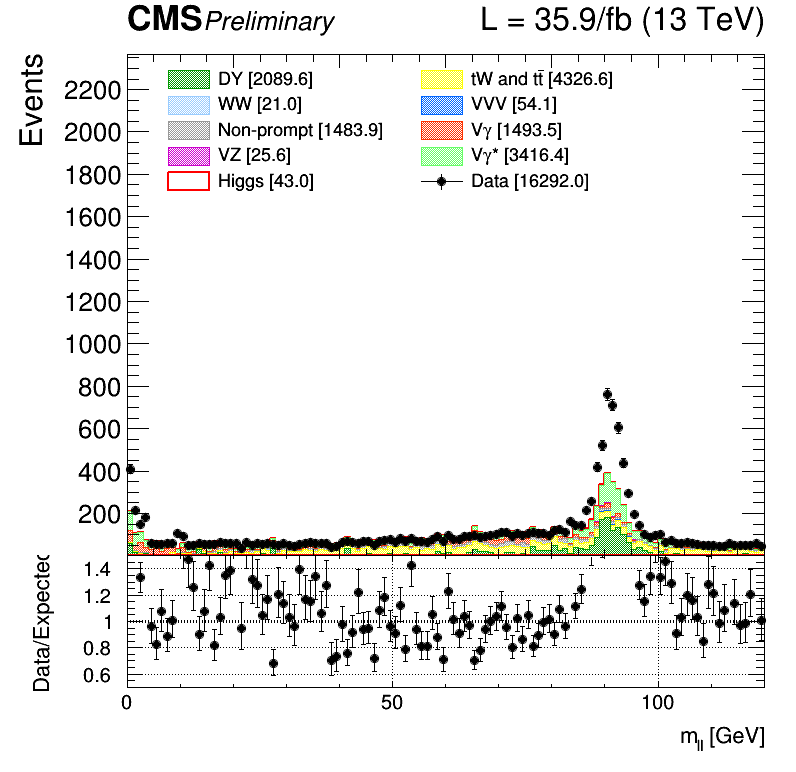 CMS Preliminary L = 35.9/fb (13 TeV)
Events
2200
2000
1800
1600
1400
1200
1000
800
600
400
200
DY [2089.6]
tW and tt̄ [4326.6]
WW [21.0]
VVV [54.1]
Non-prompt [1483.9]
Vγ [1493.5]
VZ [25.6]
Vγ* [3416.4]
Higgs [43.0]
Data [16292.0]
Data/Expected
1.4
1.2
1
0.8
0.6
0 50 100
m_ll [GeV]